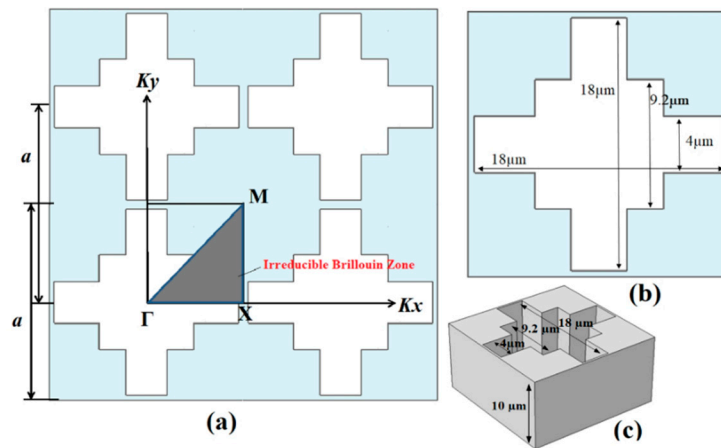 Ky
a
M
Irreducible Brillouin Zone
a
Γ
X
Kx
(a)
18μm
9.2μm
4μm
18μm
(b)
9.2 μm
18 μm
4μm
10 μm
(c)